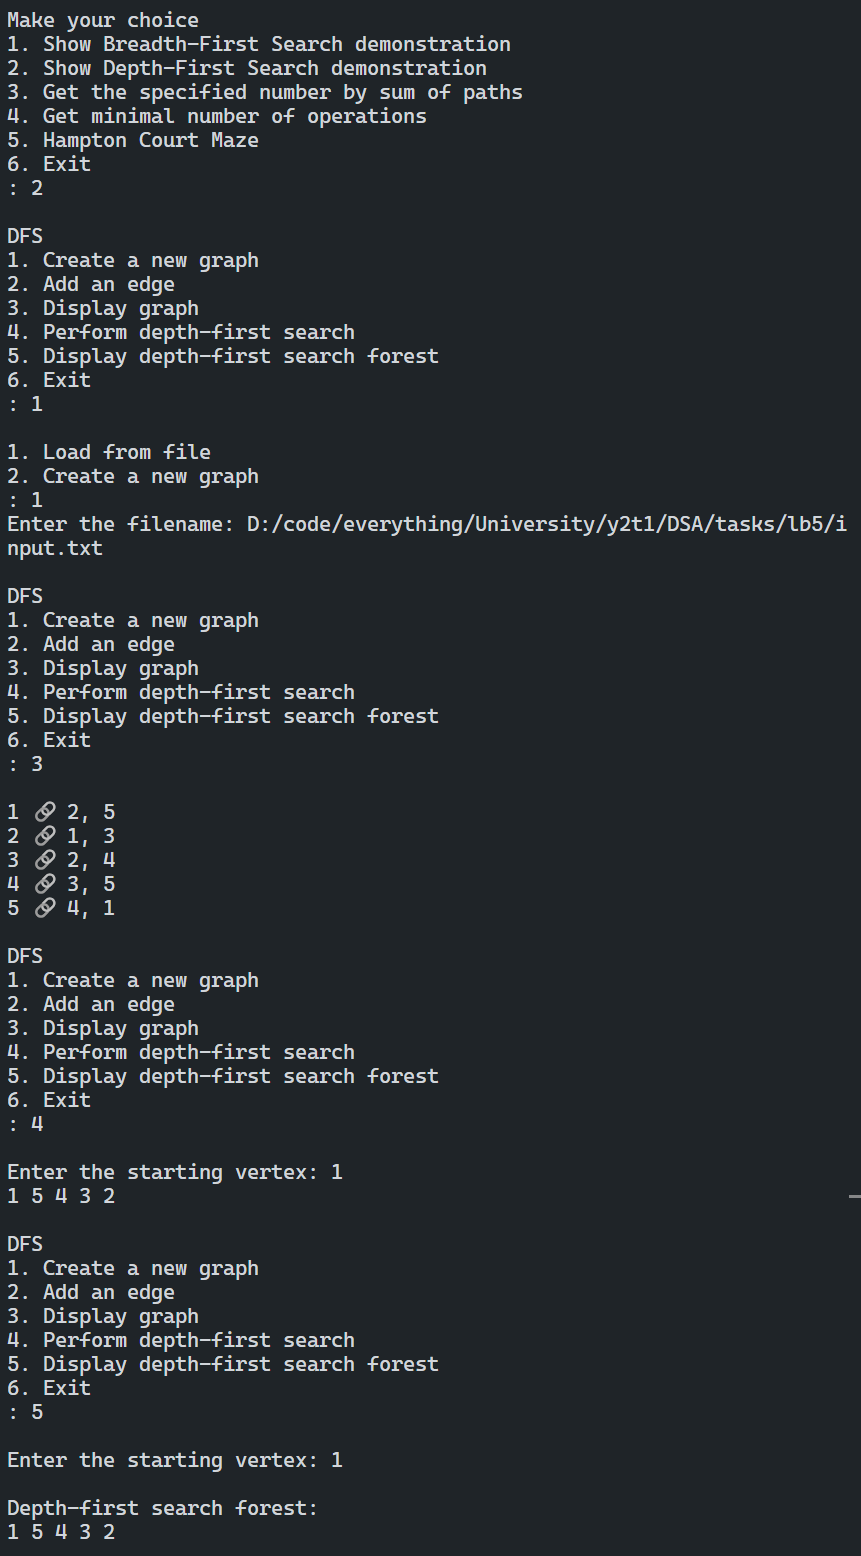 Make your choice
1. Show Breadth-First Search demonstration
2. Show Depth-First Search demonstration
3. Get the specified number by sum of paths
4. Get minimal number of operations
5. Hampton Court Maze
6. Exit
: 2

DFS
1. Create a new graph
2. Add an edge
3. Display graph
4. Perform depth-first search
5. Display depth-first search forest
6. Exit
: 1

1. Load from file
2. Create a new graph
: 1
Enter the filename: D:/code/everything/University/y2t1/DSA/tasks/lb5/i
nput.txt

DFS
1. Create a new graph
2. Add an edge
3. Display graph
4. Perform depth-first search
5. Display depth-first search forest
6. Exit
: 3

1 🔗 2, 5
2 🔗 1, 3
3 🔗 2, 4
4 🔗 3, 5
5 🔗 4, 1

DFS
1. Create a new graph
2. Add an edge
3. Display graph
4. Perform depth-first search
5. Display depth-first search forest
6. Exit
: 4

Enter the starting vertex: 1
1 5 4 3 2

DFS
1. Create a new graph
2. Add an edge
3. Display graph
4. Perform depth-first search
5. Display depth-first search forest
6. Exit
: 5

Enter the starting vertex: 1

Depth-first search forest:
1 5 4 3 2